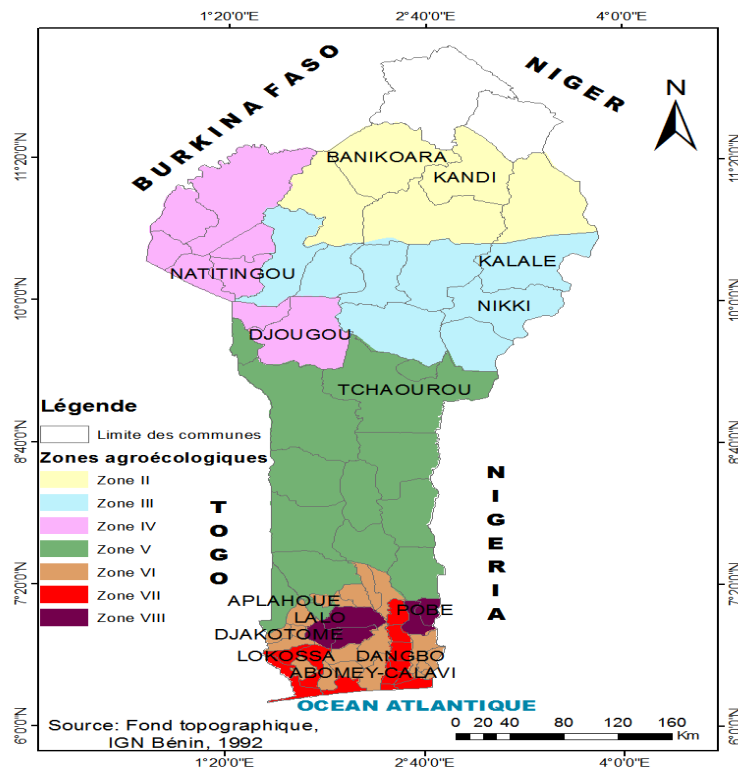 1°20'0"E 2°40'0"E 4°0'0"E
BURKINA FASO
NIGER
N
11°20'0"N 11°20'0"N
BANIKOARA
KANDI
KALALE
NATITINGOU
10°0'0"N 10°0'0"N
NIKKI
DJOUGOU
TCHAOUROU
Légende
Limite des communes
Zones agroécologiques
Zone II
Zone III
Zone IV
Zone V
Zone VI
Zone VII
Zone VIII
8°40'0"N 8°40'0"N
TOGO
NIGERIA
7°20'0"N 7°20'0"N
APLAHOUE
POBE
LALO
DJAKOTOME
LOKOSSA
DANGBO
ABOMEY-CALAVI
OCEAN ATLANTIQUE
6°0'0"N 6°0'0"N
Source: Fond topographique,
IGN Bénin, 1992
0 20 40 80 120 160
Km
1°20'0"E 2°40'0"E 4°0'0"E